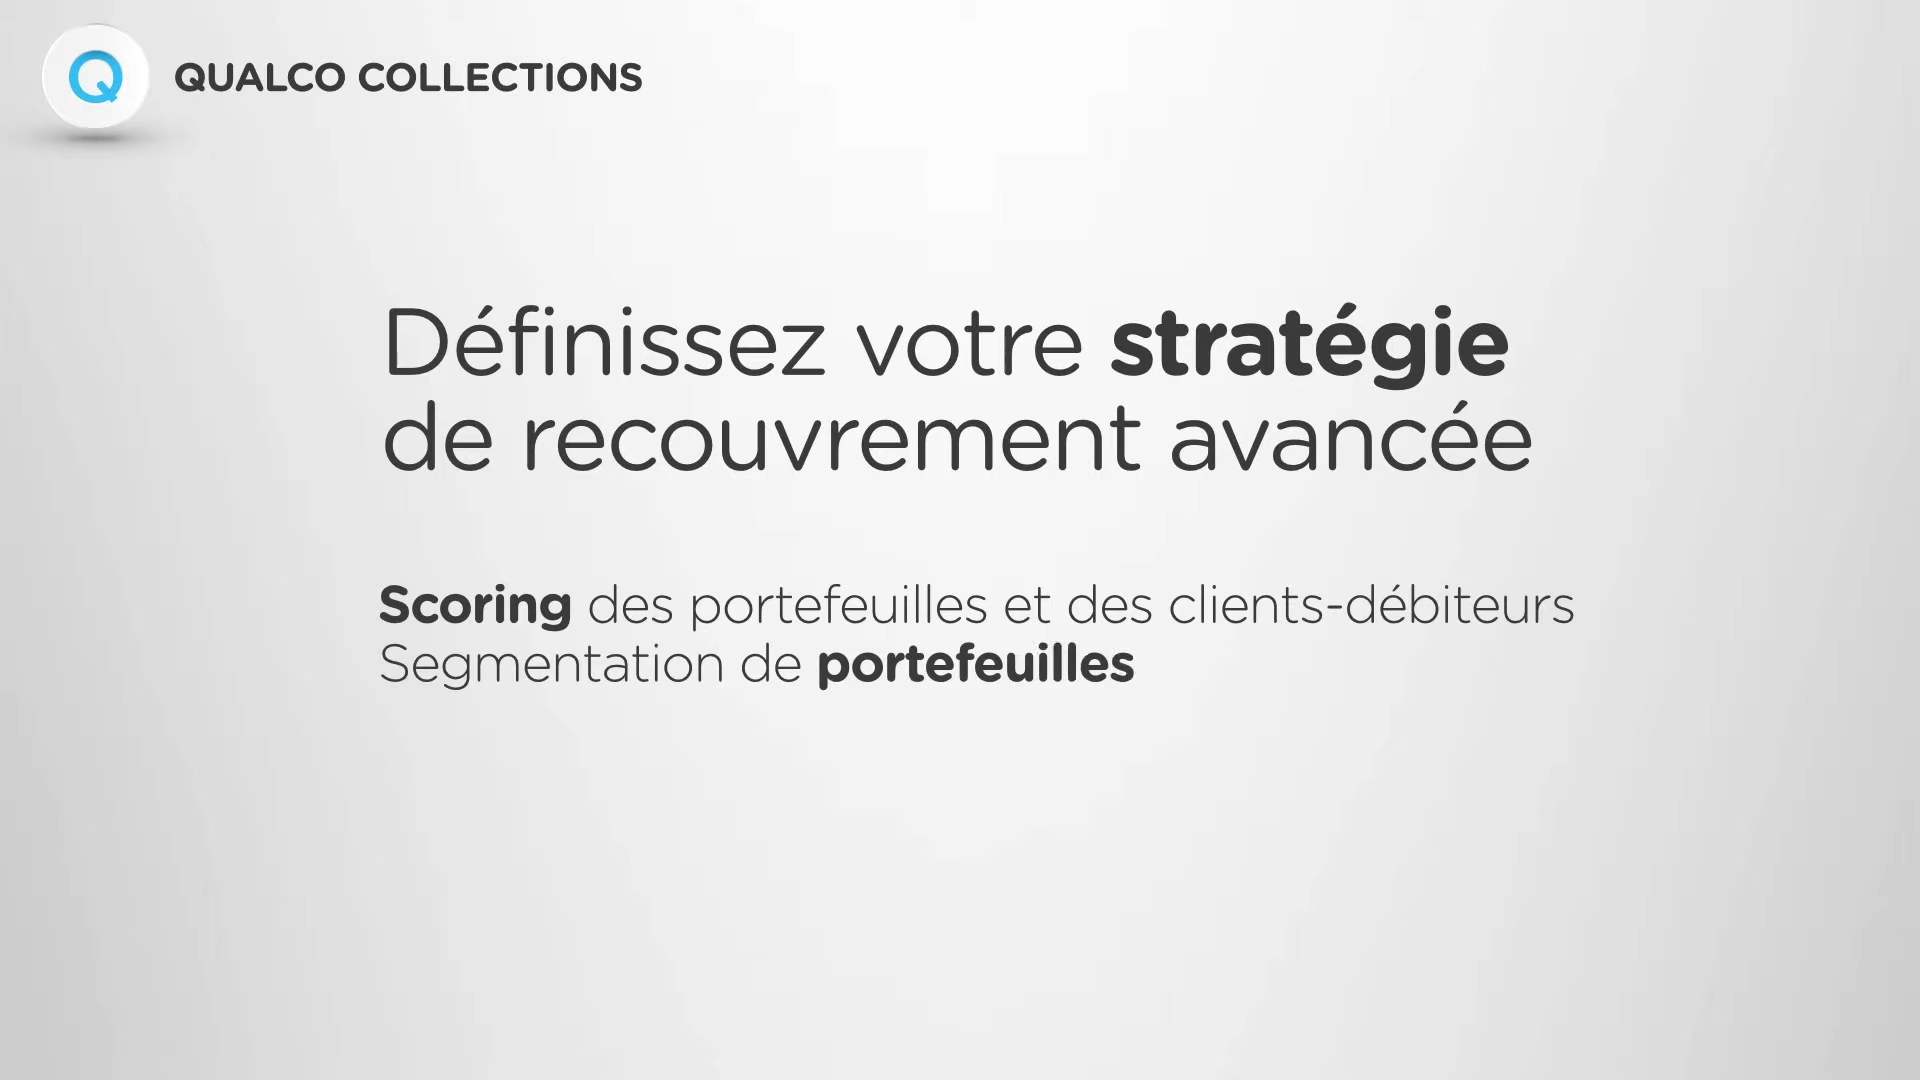 QUALCO COLLECTIONS
Définissez votre stratégie
de recouvrement avancée
Scoring des portefeuilles et des clients-débiteurs
Segmentation de portefeuilles